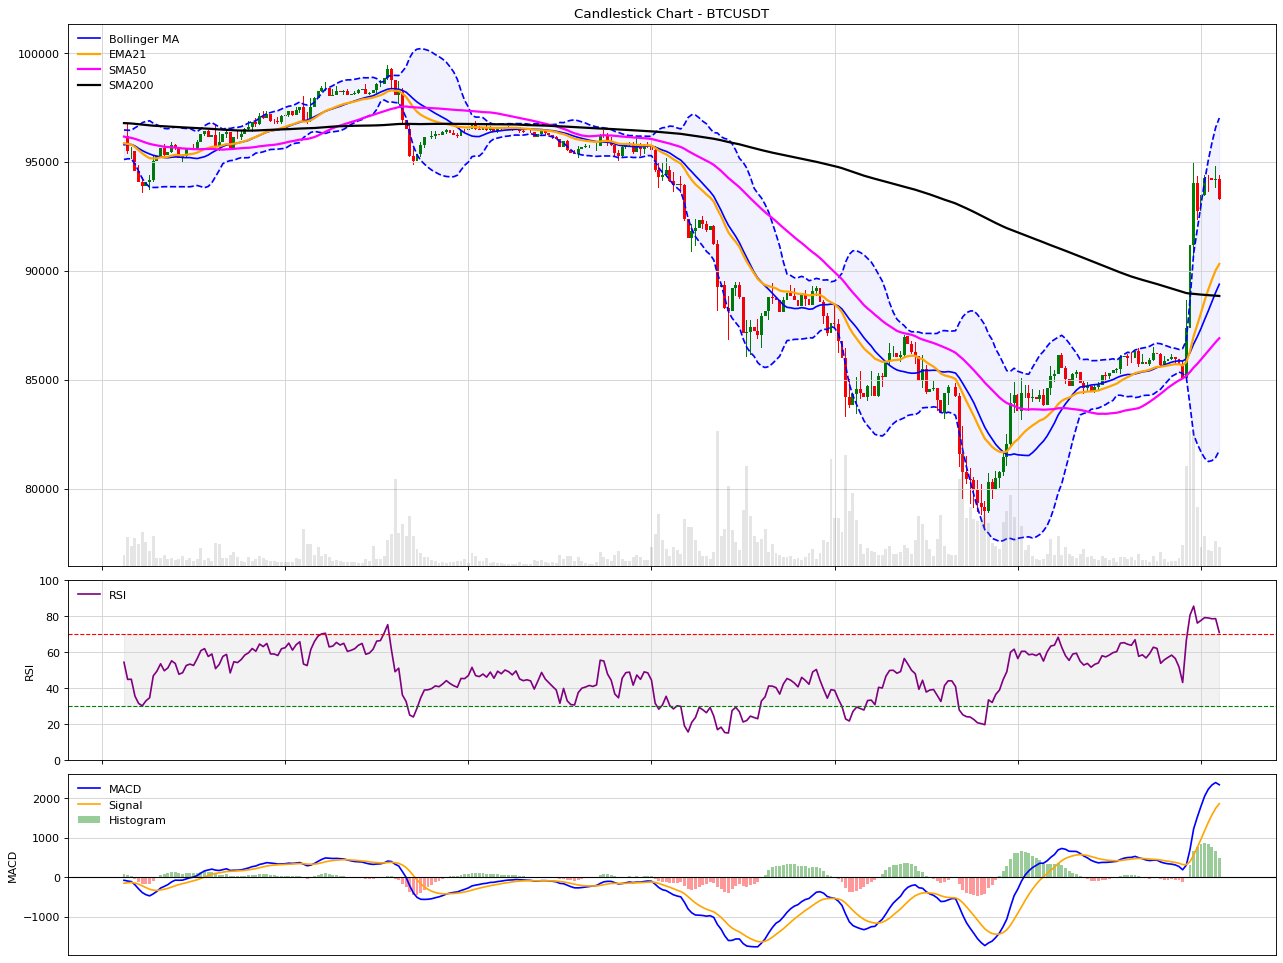 Candlestick Chart - BTCUSDT
Bollinger MA
EMA21
SMA50
SMA200
100000
95000
90000
85000
80000
RSI
100
80
60
40
20
0
RSI
MACD
Signal
Histogram
2000
1000
0
−1000
MACD